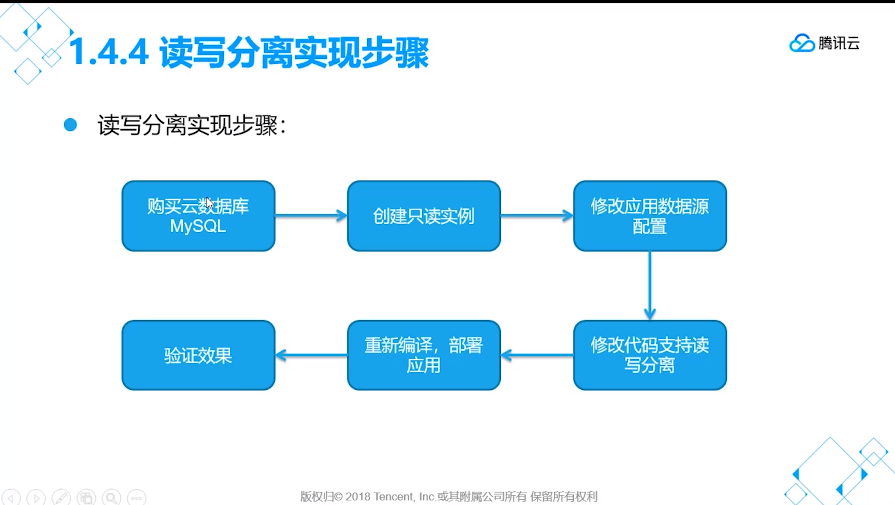 1.4.4 读写分离实现步骤
腾讯云
读写分离实现步骤：
购买云数据库
MySQL
创建只读实例
修改应用数据源
配置
验证效果
重新编译，部署
应用
修改代码支持读
写分离
版权归© 2018 Tencent, Inc.或其附属公司所有 保留所有权利